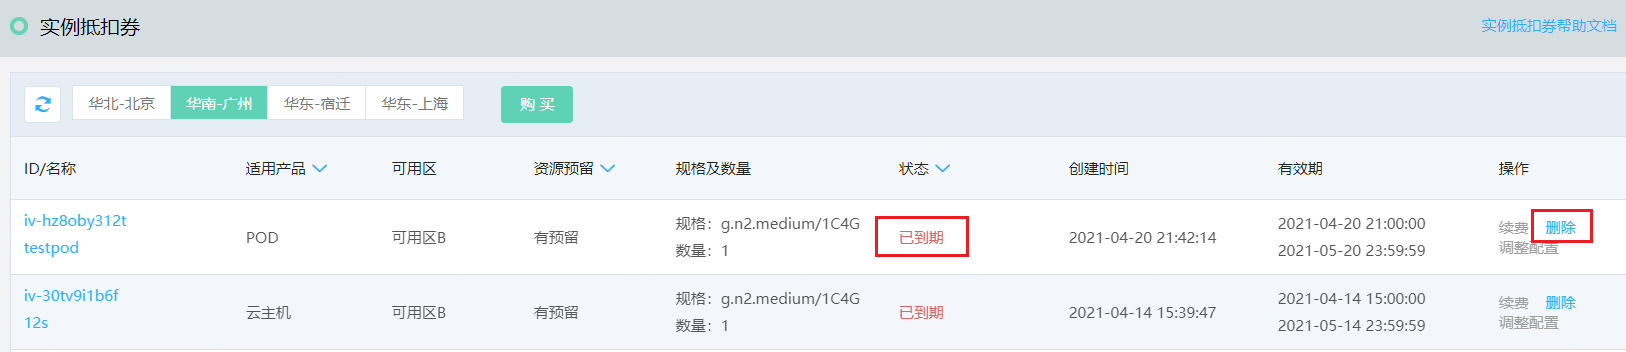 实例抵扣券
实例抵扣券帮助文档
华北-北京
华南-广州
华东-宿迁
华东-上海
购 买
ID/名称
适用产品
可用区
资源预留
规格及数量
状态
创建时间
有效期
操作
iv-hz8oby312t
testpod
POD
可用区B
有预留
规格：g.n2.medium/1C4G
数量：1
已到期
2021-04-20 21:42:14
2021-04-20 21:00:00
2021-05-20 23:59:59
续费 删除
调整配置
iv-30tv9i1b6f
12s
云主机
可用区B
有预留
规格：g.n2.medium/1C4G
数量：1
已到期
2021-04-14 15:39:47
2021-04-14 15:00:00
2021-05-14 23:59:59
续费 删除
调整配置